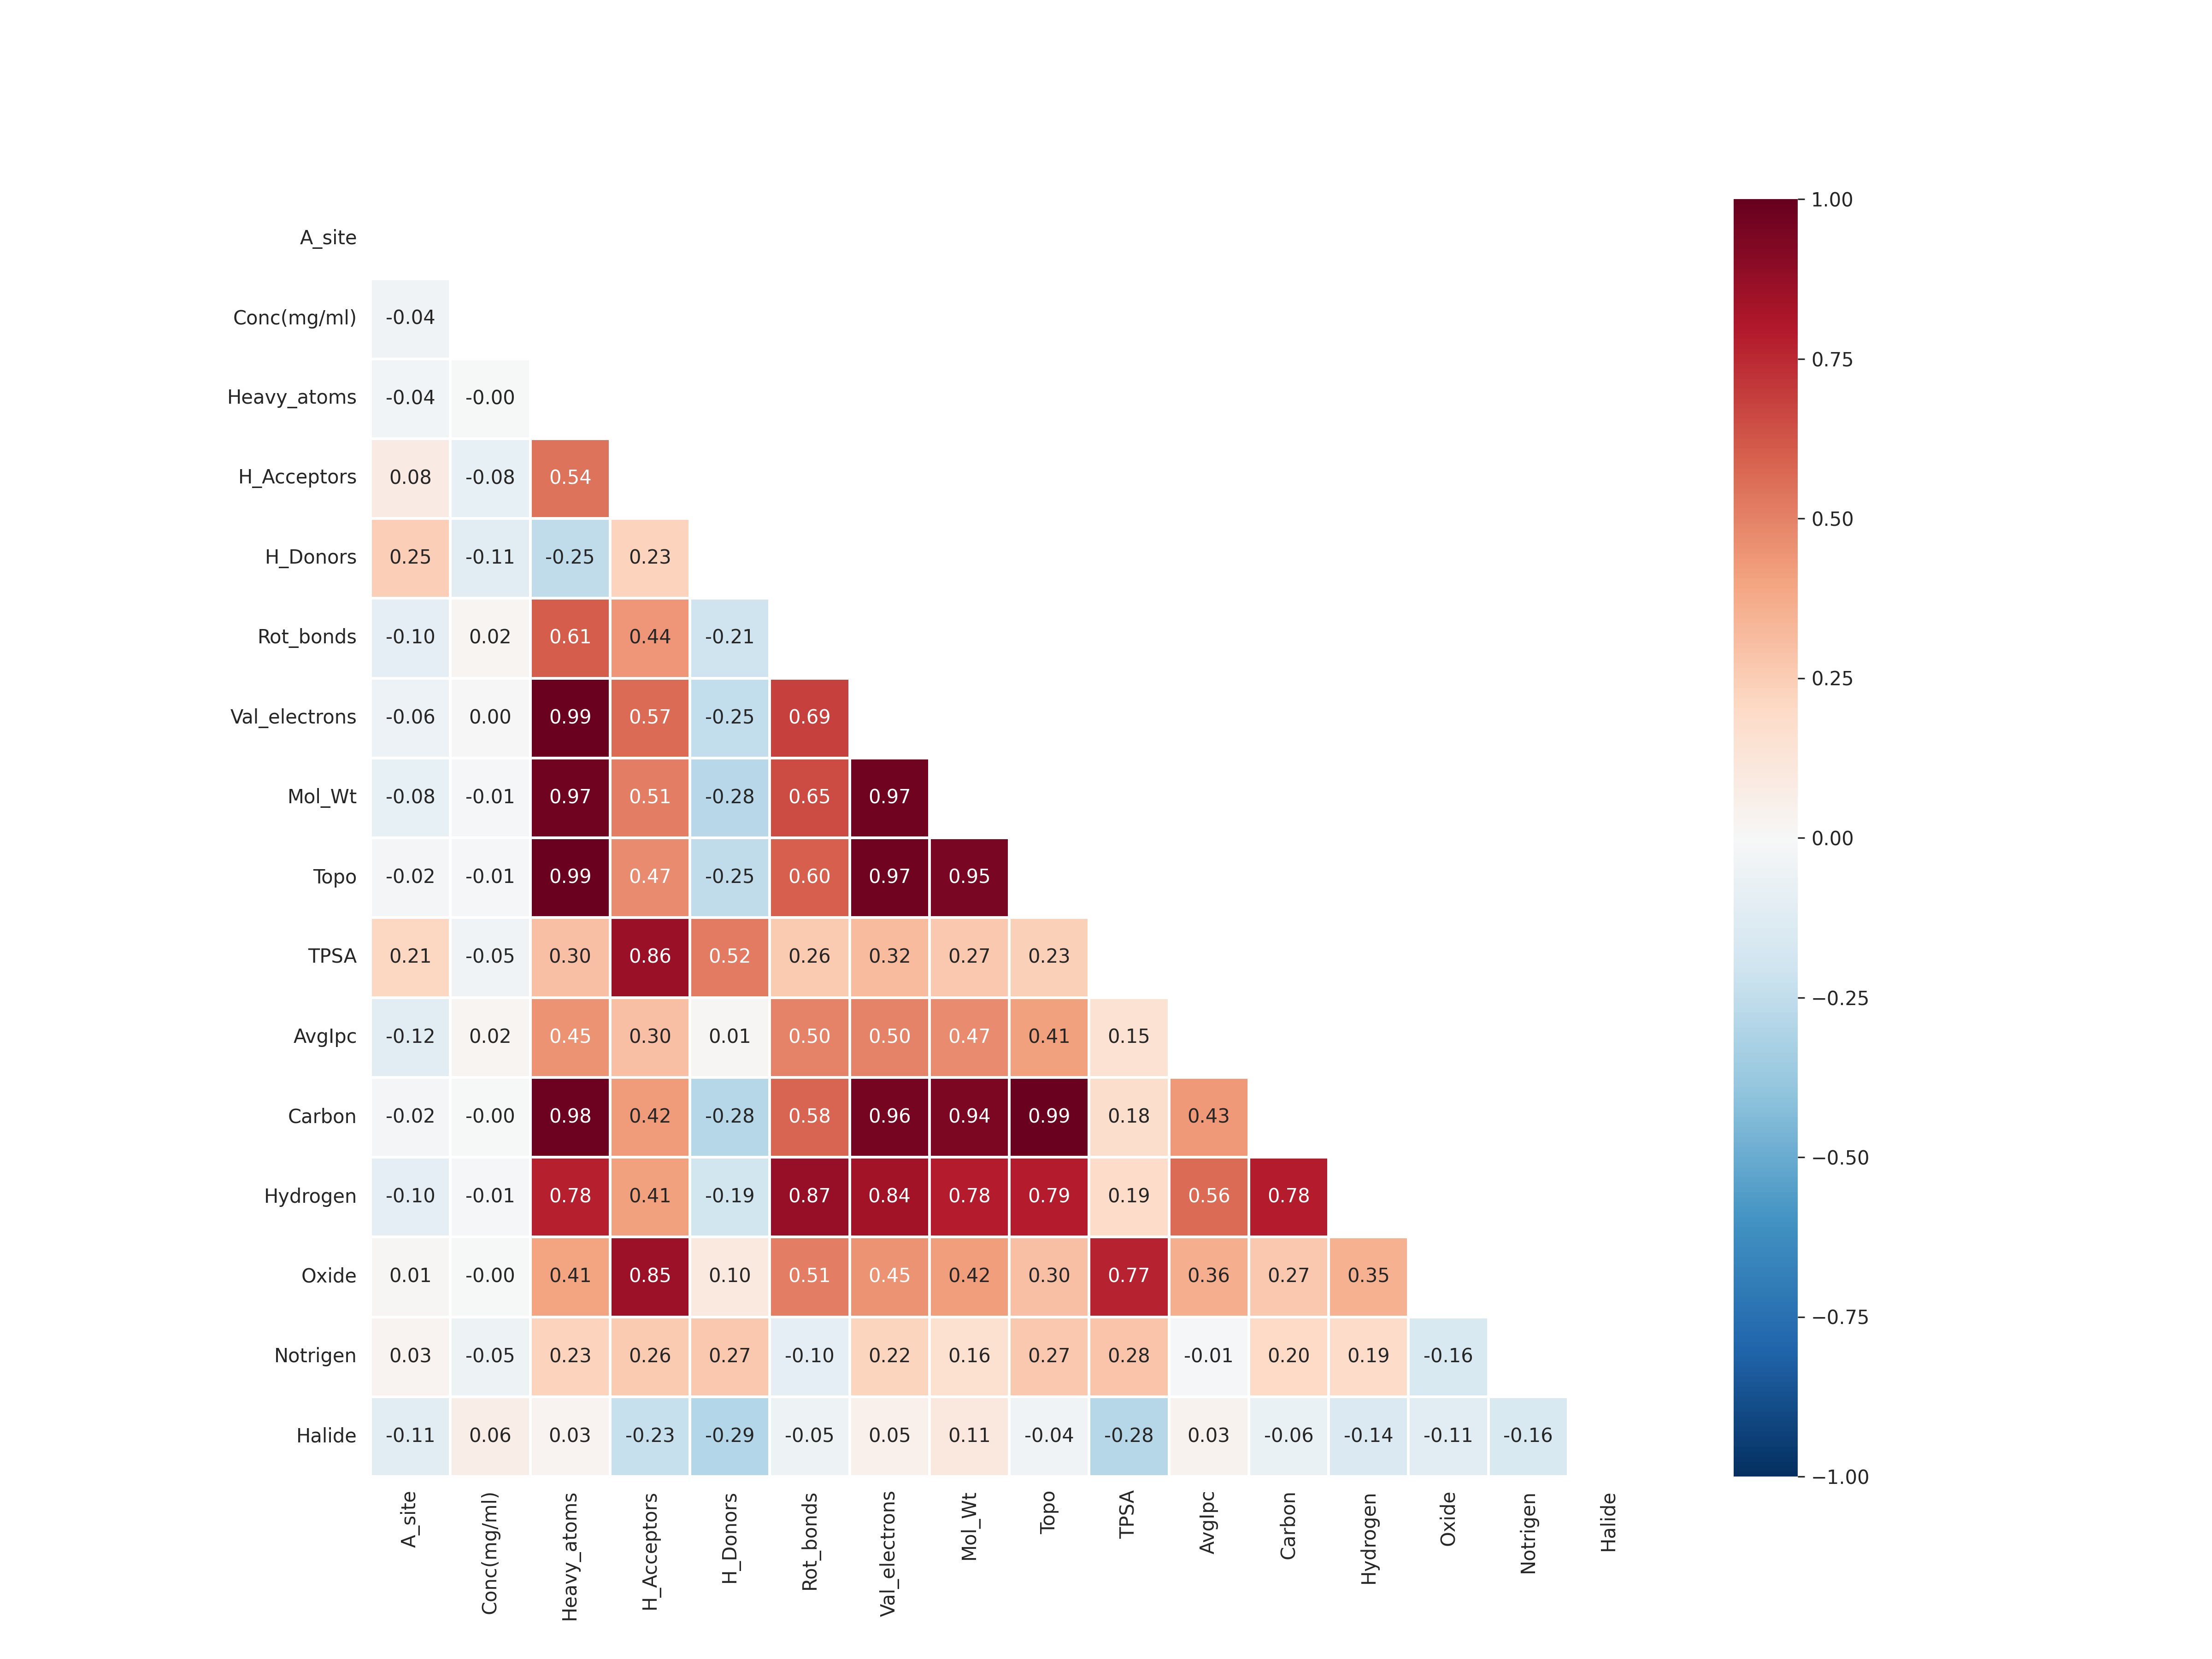 1.00
A_site
Conc(mg/ml) -0.04
0.75
Heavy_atoms -0.04 -0.00
H_Acceptors 0.08 -0.08 0.54
0.50
H_Donors 0.25 -0.11 -0.25 0.23
Rot_bonds -0.10 0.02 0.61 0.44 -0.21
0.25
Val_electrons -0.06 0.00 0.99 0.57 -0.25 0.69
Mol_Wt -0.08 -0.01 0.97 0.51 -0.28 0.65 0.97
0.00
Topo -0.02 -0.01 0.99 0.47 -0.25 0.60 0.97 0.95
TPSA 0.21 -0.05 0.30 0.86 0.52 0.26 0.32 0.27 0.23
−0.25
AvgIpc -0.12 0.02 0.45 0.30 0.01 0.50 0.50 0.47 0.41 0.15
Carbon -0.02 -0.00 0.98 0.42 -0.28 0.58 0.96 0.94 0.99 0.18 0.43
−0.50
Hydrogen -0.10 -0.01 0.78 0.41 -0.19 0.87 0.84 0.78 0.79 0.19 0.56 0.78
Oxide 0.01 -0.00 0.41 0.85 0.10 0.51 0.45 0.42 0.30 0.77 0.36 0.27 0.35
−0.75
Notrigen 0.03 -0.05 0.23 0.26 0.27 -0.10 0.22 0.16 0.27 0.28 -0.01 0.20 0.19 -0.16
Halide -0.11 0.06 0.03 -0.23 -0.29 -0.05 0.05 0.11 -0.04 -0.28 0.03 -0.06 -0.14 -0.11 -0.16
−1.00
A_site
Conc(mg/ml)
Heavy_atoms
H_Acceptors
H_Donors
Rot_bonds
Val_electrons
Mol_Wt
Topo
TPSA
AvgIpc
Carbon
Hydrogen
Oxide
Notrigen
Halide